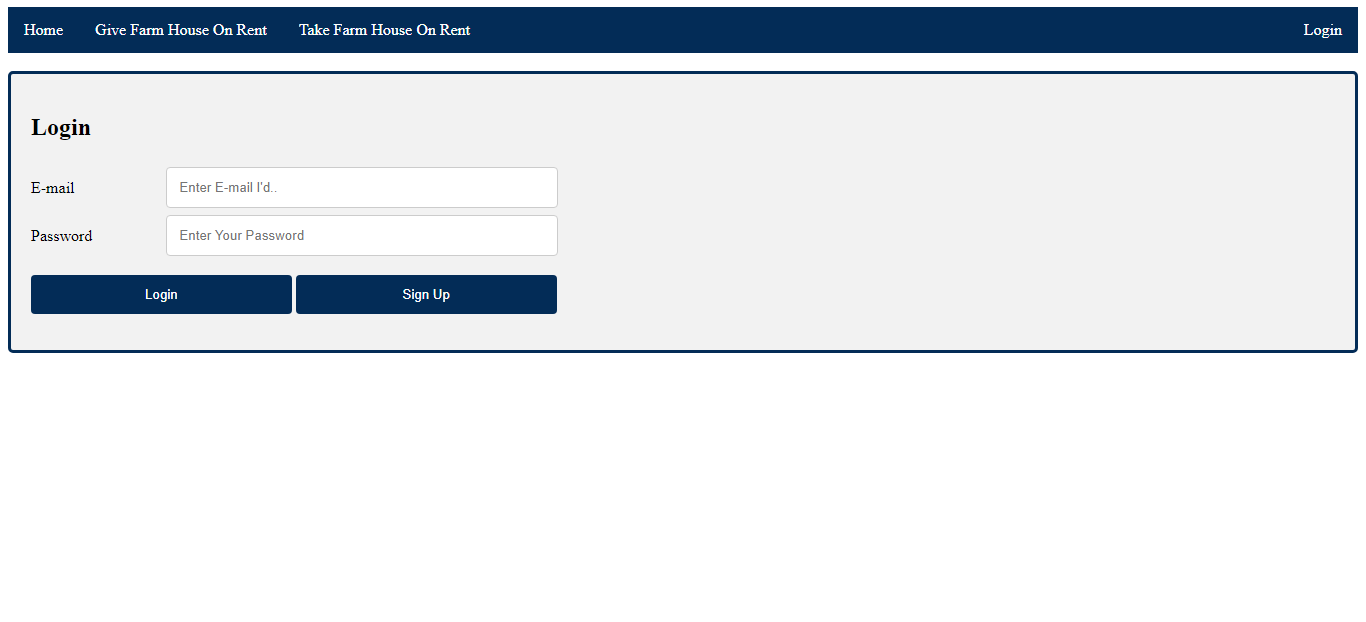 Home Give Farm House On Rent Take Farm House On Rent Login
Login
E-mail Enter E-mail I'd..
Password Enter Your Password
Login Sign Up